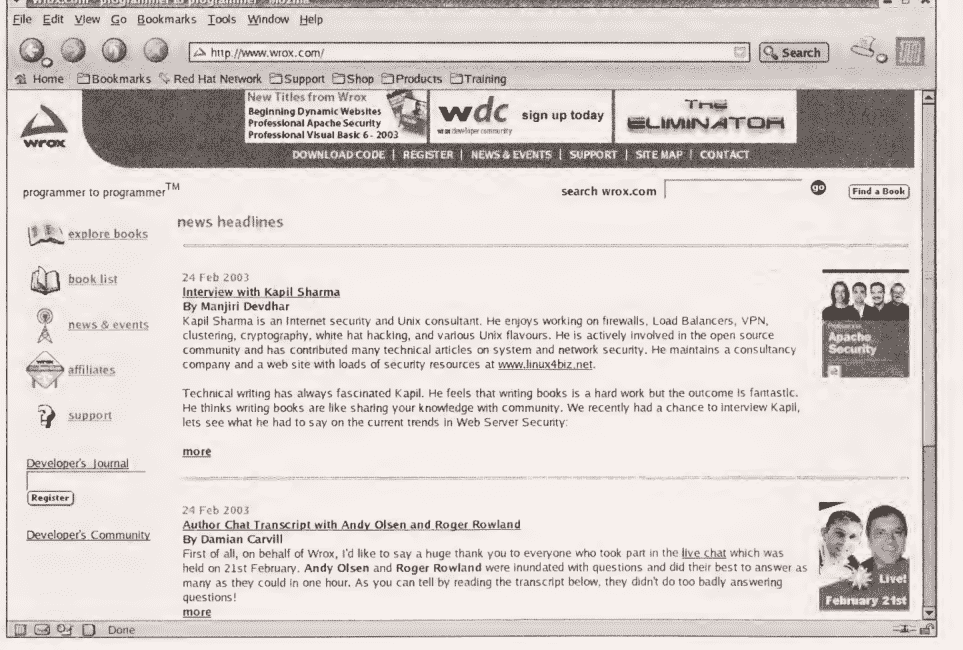 wrox.com - programmer to programmer - Mozilla
File Edit View Go Bookmarks Tools Window Help
http://www.wrox.com/
Search
Home Bookmarks Red Hat Network Support Shop Products Training
wrox
New Titles from Wrox
Beginning Dynamic Websites
Professional Apache Security
Professional Visual Basic 6 - 2003
wdc
wrox developer community
sign up today
THE
ELIMINATOR
DOWNLOAD CODE | REGISTER | NEWS & EVENTS | SUPPORT | SITE MAP | CONTACT
programmer to programmer™
search wrox.com
go
Find a Book
explore books
book list
news & events
affiliates
support
Developer's Journal
Register
Developer's Community
news headlines
24 Feb 2003
Interview with Kapil Sharma
By Manjiri Devdhar
Kapil Sharma is an Internet security and Unix consultant. He enjoys working on firewalls, Load Balancers, VPN,
clustering, cryptography, white hat hacking, and various Unix flavours. He is actively involved in the open source
community and has contributed many technical articles on system and network security. He maintains a consultancy
company and a web site with loads of security resources at www.linux4biz.net.
Technical writing has always fascinated Kapil. He feels that writing books is a hard work but the outcome is fantastic.
He thinks writing books are like sharing your knowledge with community. We recently had a chance to interview Kapil,
lets see what he had to say on the current trends in Web Server Security:
more
Professional
Apache
Security
24 Feb 2003
Author Chat Transcript with Andy Olsen and Roger Rowland
By Damian Carvill
First of all, on behalf of Wrox, I'd like to say a huge thank you to everyone who took part in the live chat which was
held on 21st February. Andy Olsen and Roger Rowland were inundated with questions and did their best to answer as
many as they could in one hour. As you can tell by reading the transcript below, they didn't do too badly answering
questions!
more
Live!
February 21st
Done